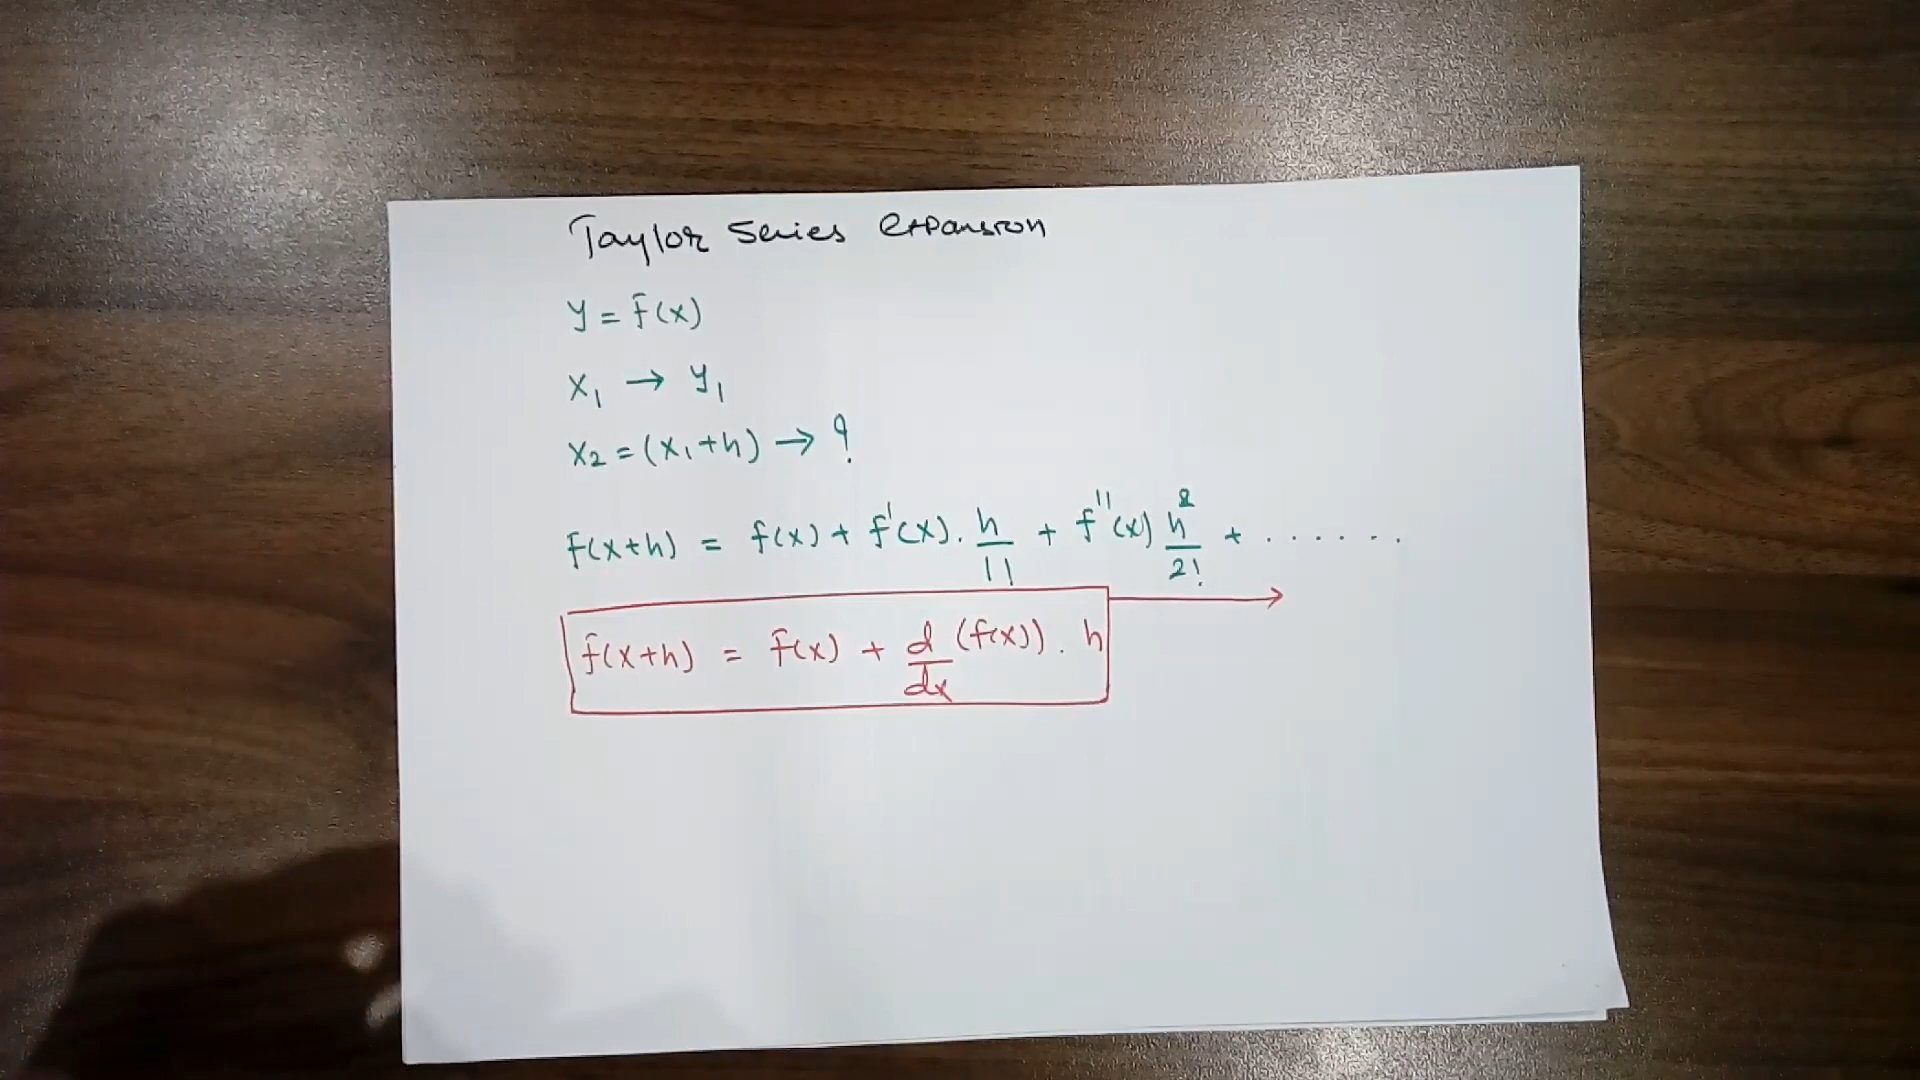 Taylor Series expansion
y = f(x)
x₁ → y₁
x₂ = (x₁+h) → ?
f(x+h) = f(x) + f'(x). h/1! + f''(x) h²/2! + .......
f(x+h) = f(x) + d/dx (f(x)). h